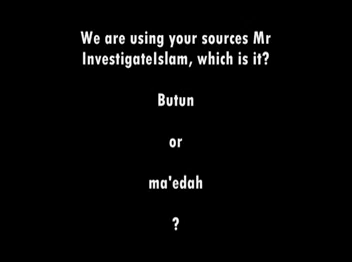 We are using your sources Mr
InvestigateIslam, which is it?
Butun
or
ma'edah
?